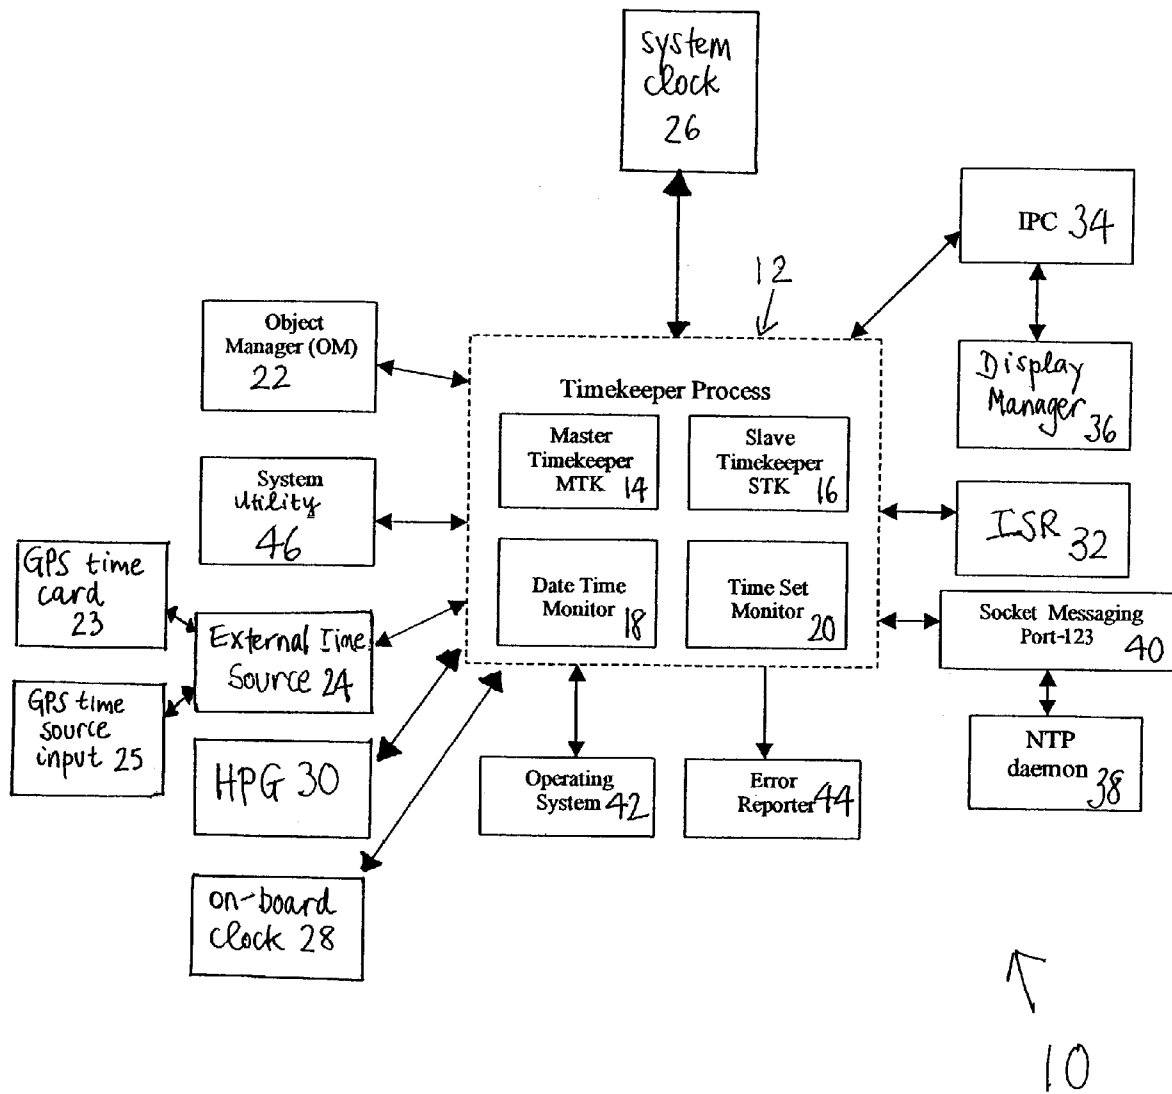 system
clock
26
IPC 34
12
Object
Manager (OM)
22
Timekeeper Process
Display
Manager 36
Master
Timekeeper
MTK 14
Slave
Timekeeper
STK 16
System
Utility
46
ISR 32
GPS time
card
23
Date Time
Monitor 18
Time Set
Monitor 20
Socket Messaging
Port-123 40
External Time
Source 24
GPS time
source
input 25
HPG 30
Operating
System 42
Error
Reporter 44
NTP
daemon 38
on-board
clock 28
10